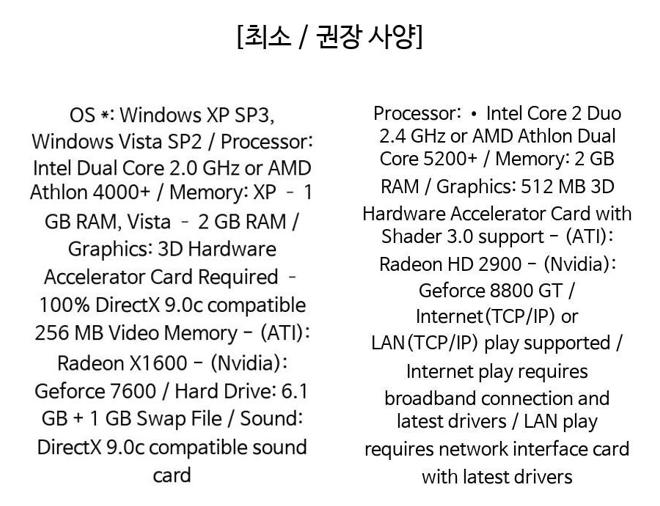 [최소 / 권장 사양]
OS *: Windows XP SP3,
Windows Vista SP2 / Processor:
Intel Dual Core 2.0 GHz or AMD
Athlon 4000+ / Memory: XP - 1
GB RAM, Vista - 2 GB RAM /
Graphics: 3D Hardware
Accelerator Card Required -
100% DirectX 9.0c compatible
256 MB Video Memory - (ATI):
Radeon X1600 - (Nvidia):
Geforce 7600 / Hard Drive: 6.1
GB + 1 GB Swap File / Sound:
DirectX 9.0c compatible sound
card
Processor: • Intel Core 2 Duo
2.4 GHz or AMD Athlon Dual
Core 5200+ / Memory: 2 GB
RAM / Graphics: 512 MB 3D
Hardware Accelerator Card with
Shader 3.0 support - (ATI):
Radeon HD 2900 - (Nvidia):
Geforce 8800 GT /
Internet(TCP/IP) or
LAN(TCP/IP) play supported /
Internet play requires
broadband connection and
latest drivers / LAN play
requires network interface card
with latest drivers